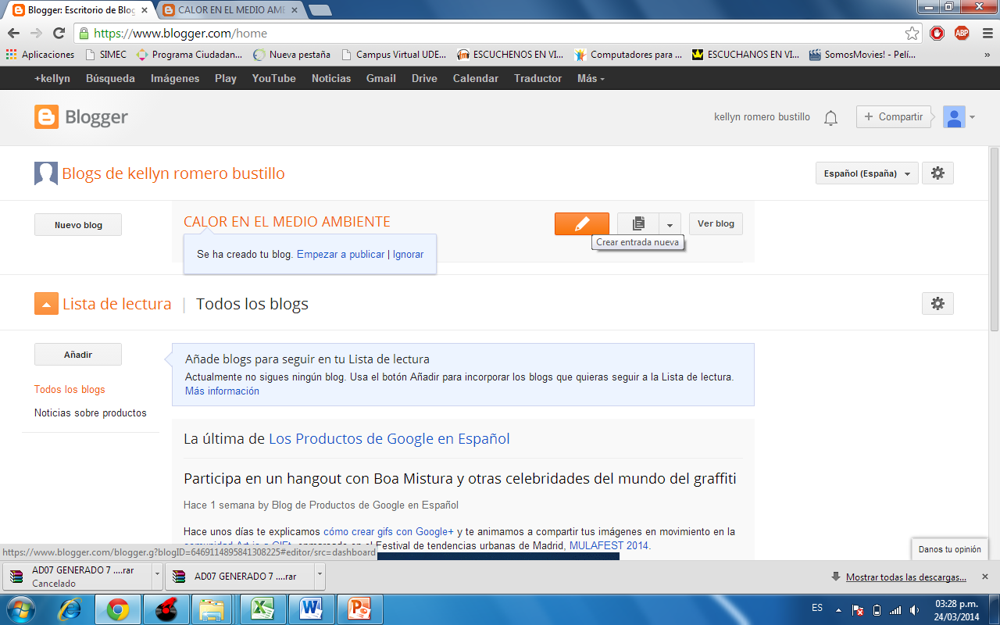 Blogger: Escritorio de Blog
CALOR EN EL MEDIO AME
https://www.blogger.com/home
ABP
Aplicaciones SIMEC Programa Ciudadan... Nueva pestaña Campus Virtual UDE... ESCUCHENOS EN VI... Computadores para ... ESCUCHANOS EN VI... SomosMovies! - Pelí... »
+kellyn Búsqueda Imágenes Play YouTube Noticias Gmail Drive Calendar Traductor Más
Blogger
kellyn romero bustillo + Compartir
Blogs de kellyn romero bustillo
Español (España)
Nuevo blog
CALOR EN EL MEDIO AMBIENTE
Ver blog
Crear entrada nueva
Se ha creado tu blog. Empezar a publicar | Ignorar
Lista de lectura | Todos los blogs
Añadir
Todos los blogs
Noticias sobre productos
Añade blogs para seguir en tu Lista de lectura
Actualmente no sigues ningún blog. Usa el botón Añadir para incorporar los blogs que quieras seguir a la Lista de lectura.
Más información
La última de Los Productos de Google en Español
Participa en un hangout con Boa Mistura y otras celebridades del mundo del graffiti
Hace 1 semana by Blog de Productos de Google en Español
Hace unos días te explicamos cómo crear gifs con Google+ y te animamos a compartir tus imágenes en movimiento en la
comunidad Art is a GIFt, enmarcada en el Festival de tendencias urbanas de Madrid, MULAFEST 2014.
https://www.blogger.com/blogger.g?blogID=6469114895841308225#editor/src=dashboard
Danos tu opinión
AD07 GENERADO 7 ....rar
Cancelado
AD07 GENERADO 7 ....rar
Mostrar todas las descargas...
ES
03:28 p.m.
24/03/2014